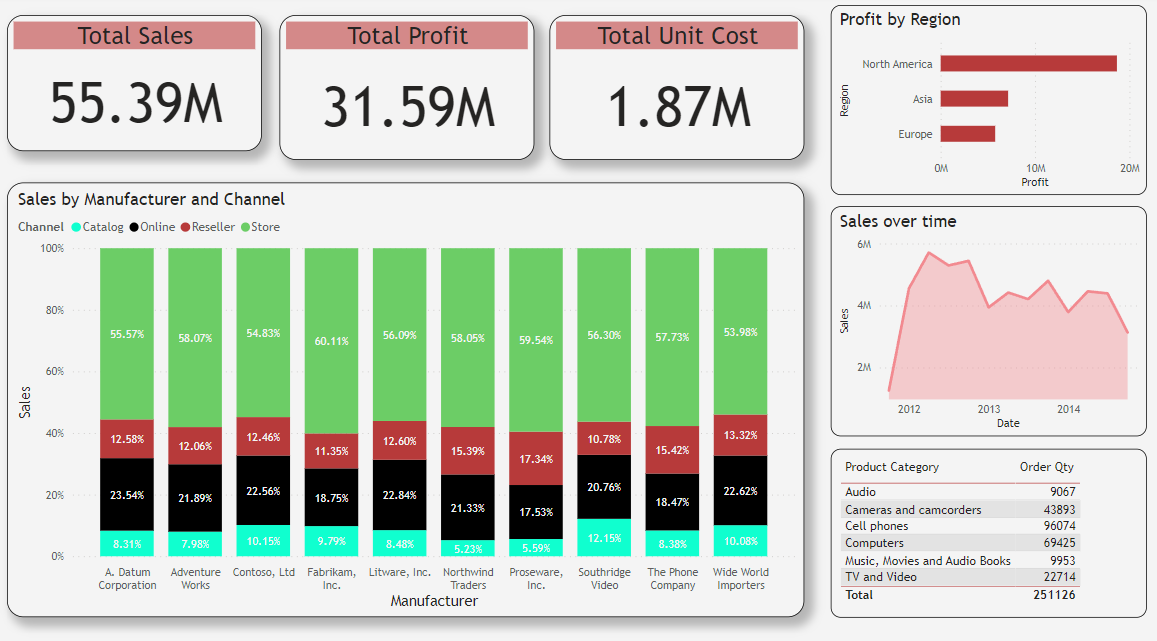 Total Sales
55.39M
Total Profit
31.59M
Total Unit Cost
1.87M
Profit by Region
Region
North America
Asia
Europe
0M 10M 20M
Profit
Sales by Manufacturer and Channel
Channel Catalog Online Reseller Store
Sales
100%
80%
60%
40%
20%
0%
55.57% 58.07% 54.83% 60.11% 56.09% 58.05% 59.54% 56.30% 57.73% 53.98%
12.58% 12.06% 12.46% 11.35% 12.60% 15.39% 17.34% 10.78% 15.42% 13.32%
23.54% 21.89% 22.56% 18.75% 22.84% 21.33% 17.53% 20.76% 18.47% 22.62%
8.31% 7.98% 10.15% 9.79% 8.48% 5.23% 5.59% 12.15% 8.38% 10.08%
A. Datum Adventure Contoso, Ltd Fabrikam, Litware, Inc. Northwind Proseware, Southridge The Phone Wide World
Corporation Works Inc. Traders Inc. Video Company Importers
Manufacturer
Sales over time
Sales
6M
4M
2M
2012 2013 2014
Date
Product Category Order Qty
Audio 9067
Cameras and camcorders 43893
Cell phones 96074
Computers 69425
Music, Movies and Audio Books 9953
TV and Video 22714
Total 251126